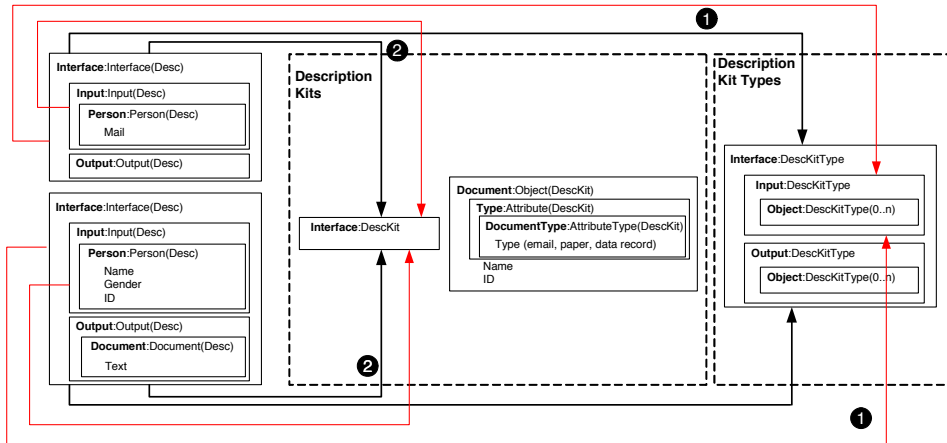 1
2
Interface:Interface(Desc)
Input:Input(Desc)
Person:Person(Desc)
Mail
Output:Output(Desc)
Interface:Interface(Desc)
Input:Input(Desc)
Person:Person(Desc)
Name
Gender
ID
Output:Output(Desc)
Document:Document(Desc)
Text
Description
Kits
Interface:DescKit
Document:Object(DescKit)
Type:Attribute(DescKit)
DocumentType:AttributeType(DescKit)
Type (email, paper, data record)
Name
ID
2
Description
Kit Types
Interface:DescKitType
Input:DescKitType
Object:DescKitType(0..n)
Output:DescKitType
Object:DescKitType(0..n)
1